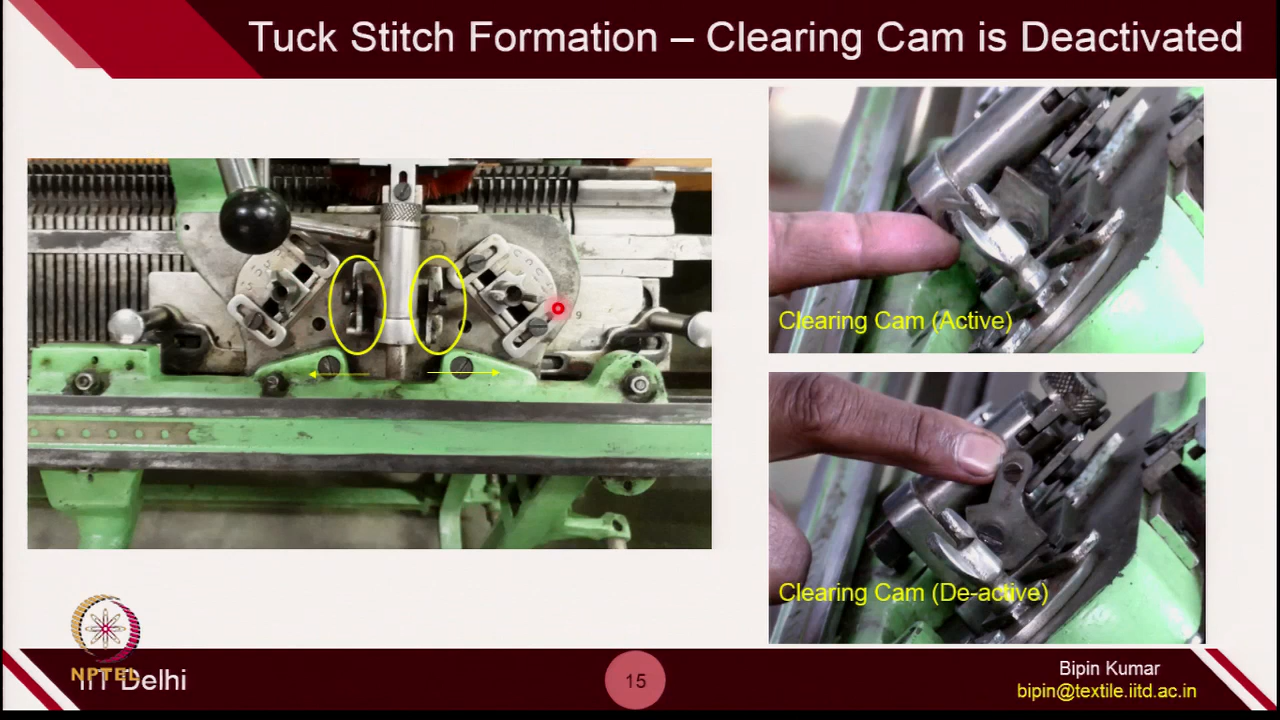 Tuck Stitch Formation – Clearing Cam is Deactivated
9
Clearing Cam (Active)
Clearing Cam (De-active)
NPTEL
IIT Delhi
15
Bipin Kumar
bipin@textile.iitd.ac.in